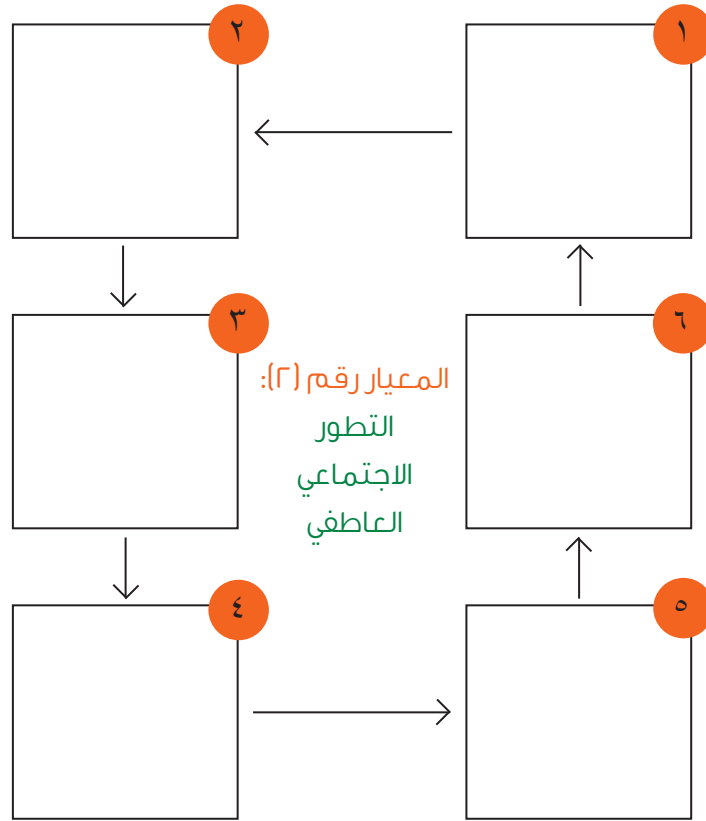 ١
٢
٣
٤
٥
٦
المعيار رقم (٢):
التطور
الاجتماعي
العاطفي